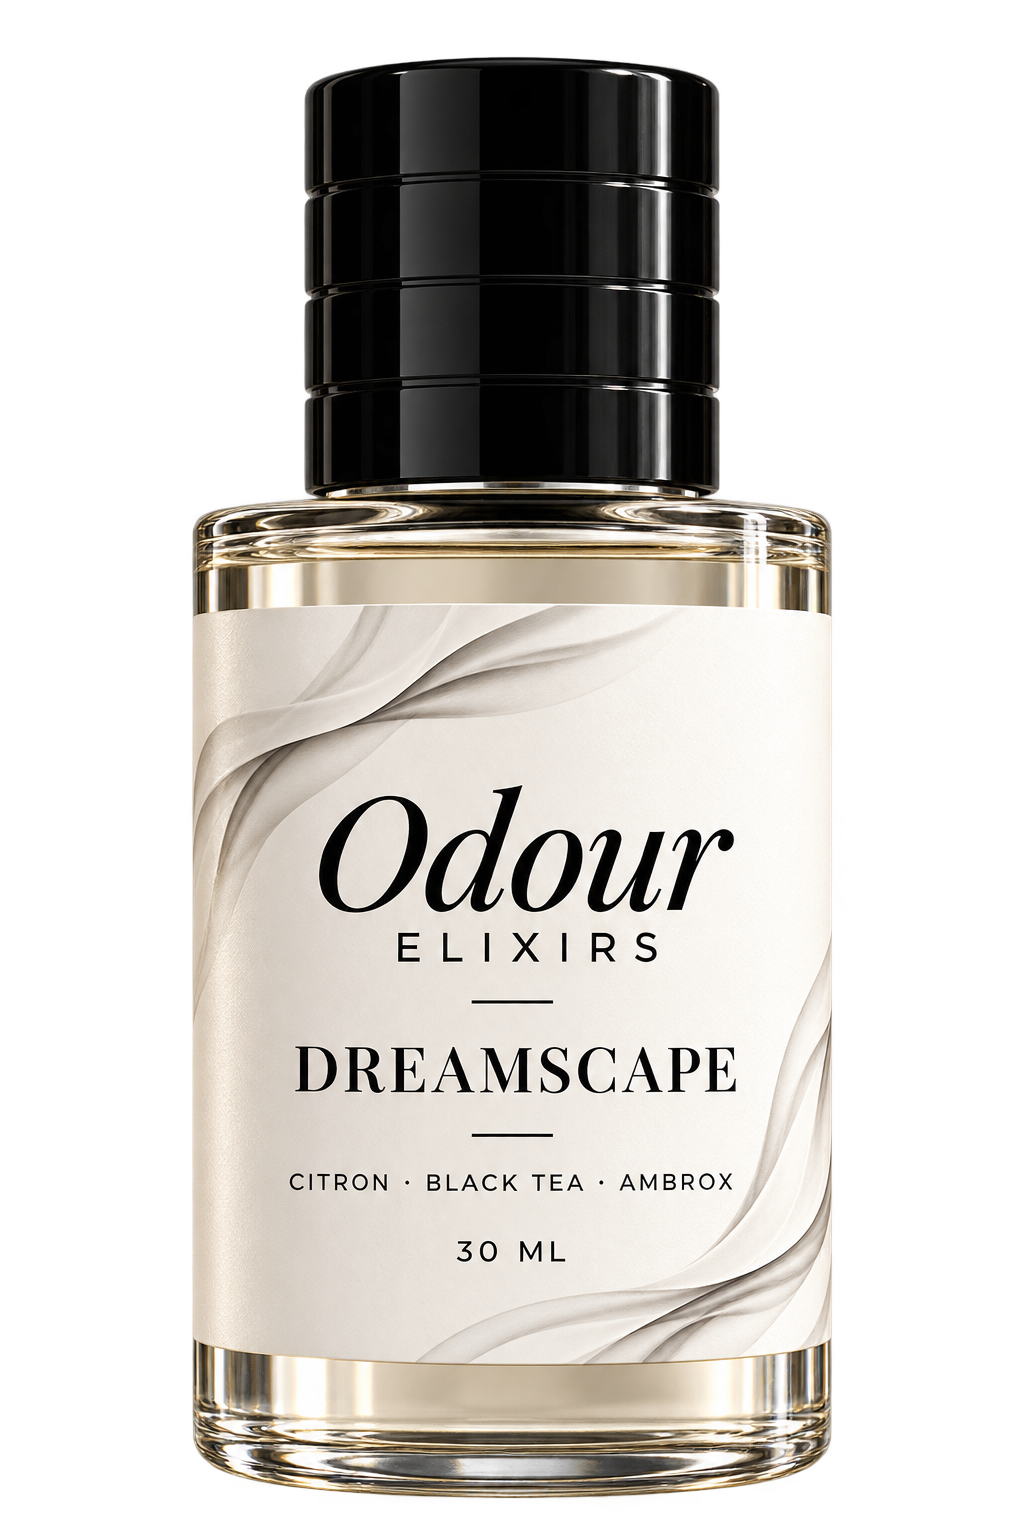 Odour
ELIXIRS
DREAMSCAPE
CITRON · BLACK TEA · AMBROX
30 ML